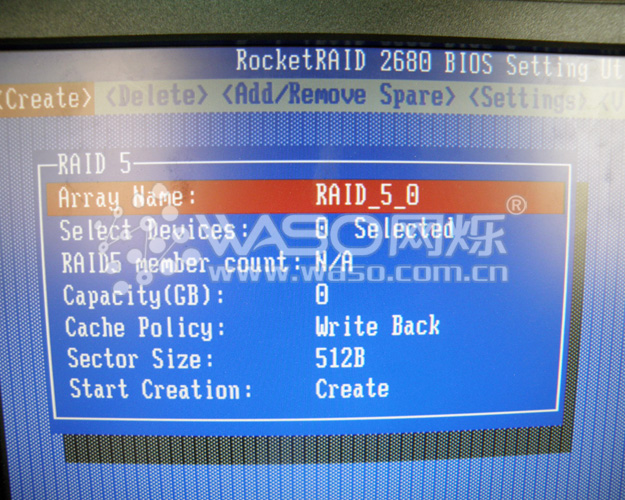 RocketRAID 2680 BIOS Setting Ut
<Create> <Delete> <Add/Remove Spare> <Settings> <V
RAID 5
Array Name: RAID_5_0
Select Devices: 0 Selected
WASO网烁®
RAID5 member count: N/A
www.waso.com.cn
Capacity(GB): 0
Cache Policy: Write Back
Sector Size: 512B
Start Creation: Create